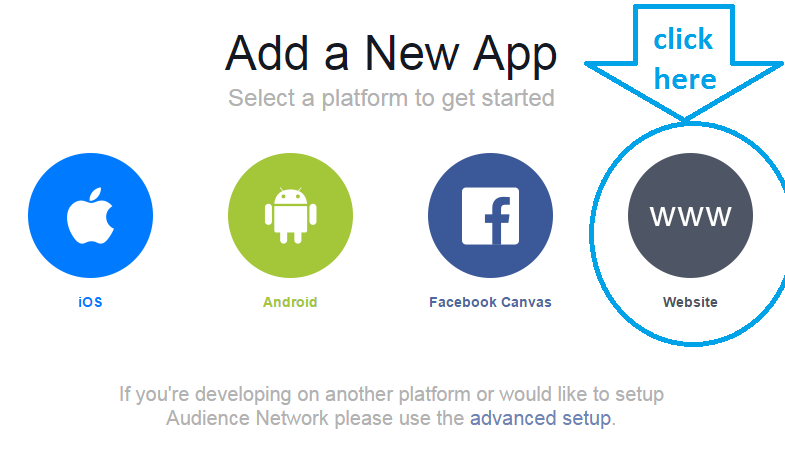 Add a New App
Select a platform to get started
click
here
www
iOS
Android
Facebook Canvas
Website
If you're developing on another platform or would like to setup
Audience Network please use the advanced setup.